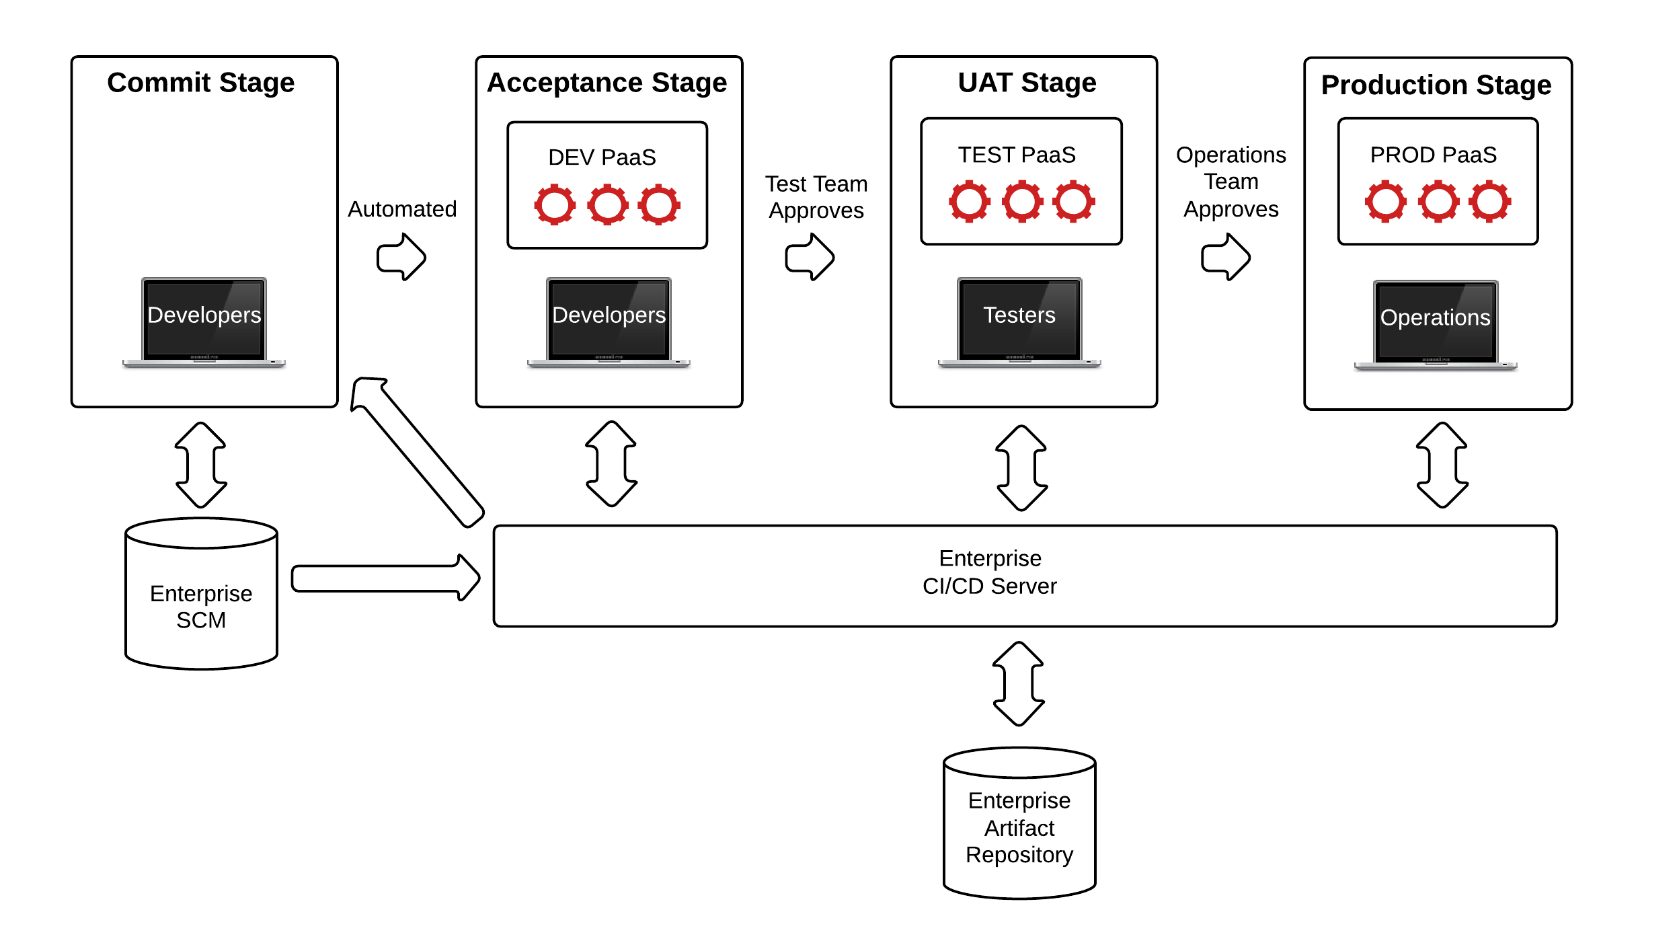 Commit Stage
Developers
Automated
Acceptance Stage
DEV PaaS
Developers
Test Team
Approves
UAT Stage
TEST PaaS
Testers
Operations
Team
Approves
Production Stage
PROD PaaS
Operations
Enterprise
SCM
Enterprise
CI/CD Server
Enterprise
Artifact
Repository